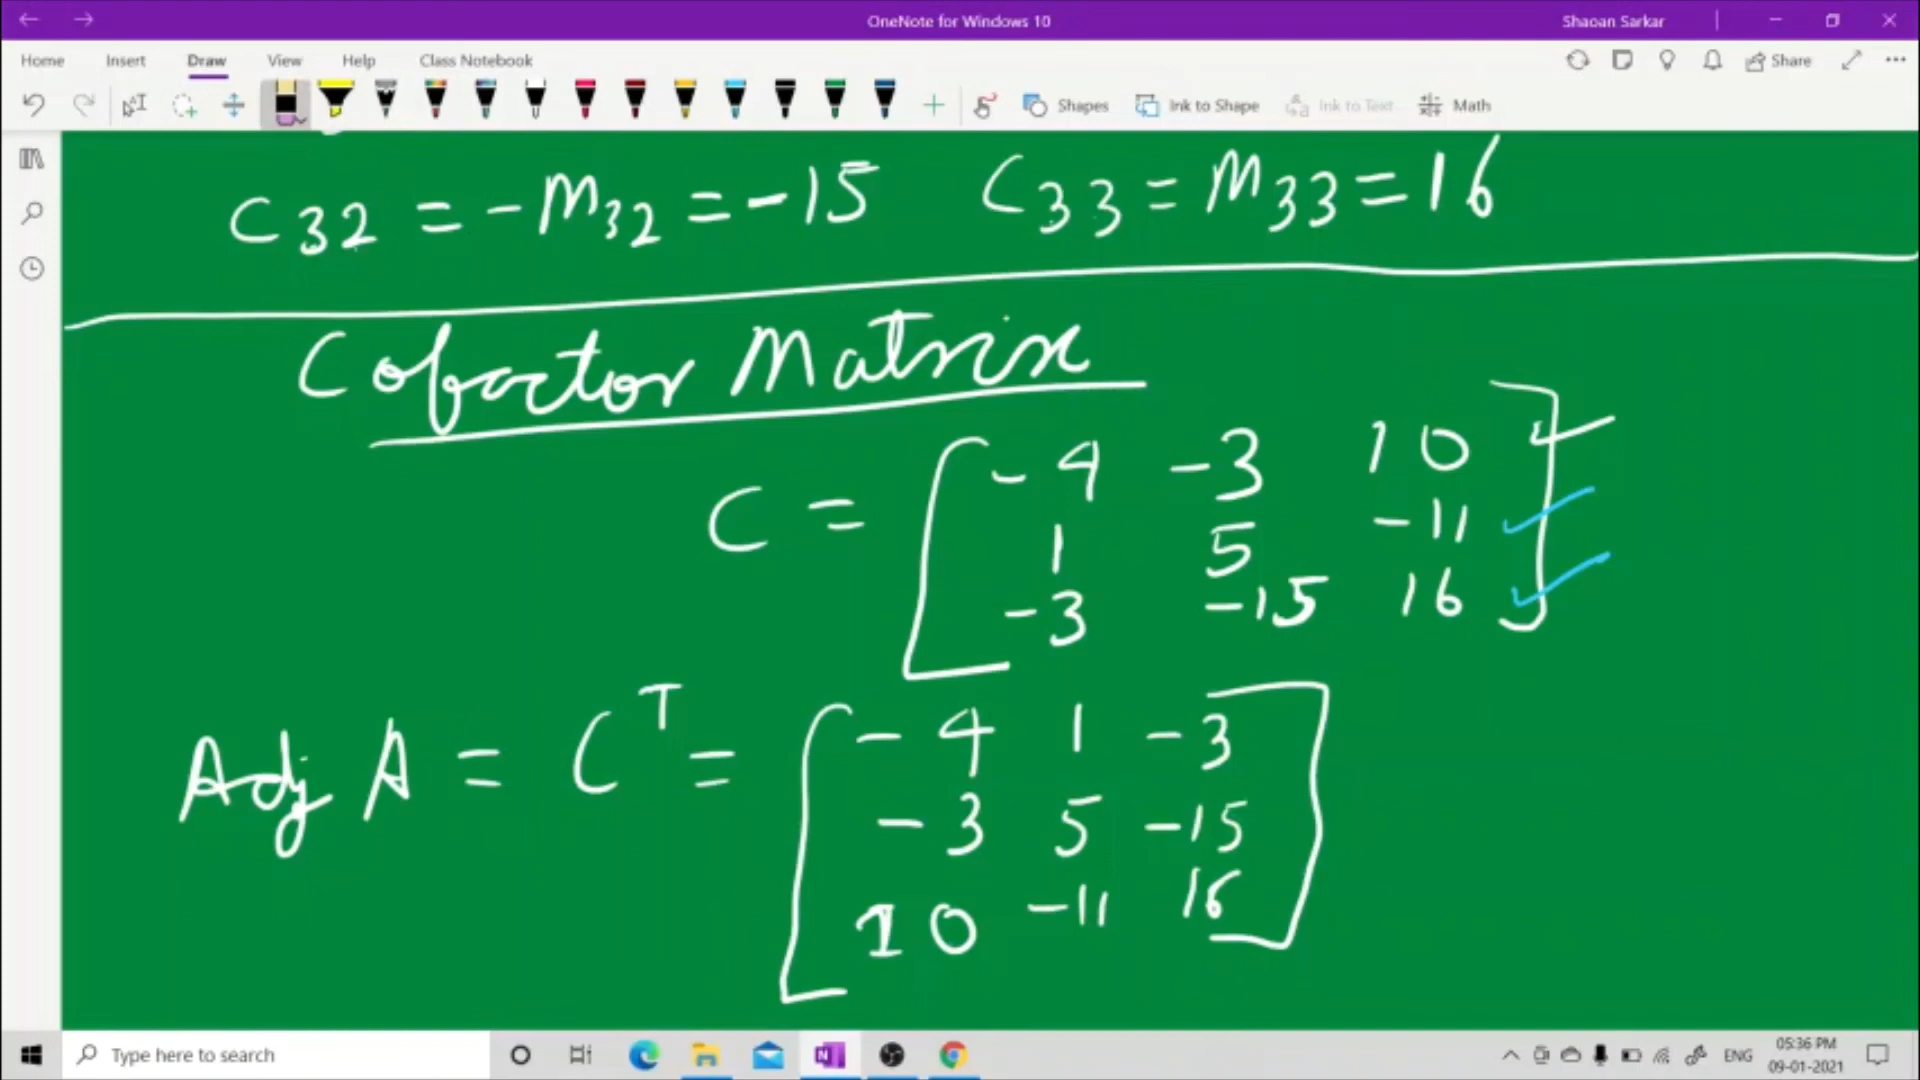 OneNote for Windows 10
Shaoan Sarkar
Home Insert Draw View Help Class Notebook
Share
Shapes Ink to Shape Ink to Text Math
C32 = -M32 = -15 C33 = M33 = 16
Cofactor Matrix
C = [ -4 -3 10
1 5 -11
-3 -15 16 ]
Adj A = C^T = [ -4 1 -3
-3 5 -15
10 -11 16 ]
Type here to search
ENG
05:36 PM
09-01-2021